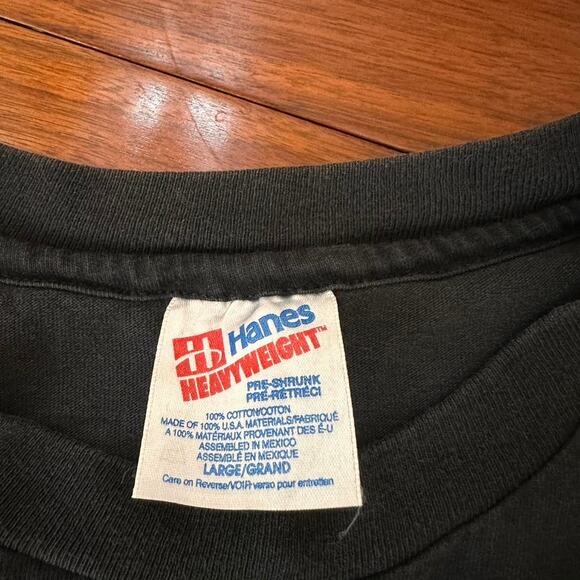 Hanes
HEAVYWEIGHT™
PRE-SHRUNK
PRÉ-RÉTRÉCI
100% COTTON/COTON
MADE OF 100% U.S.A. MATERIALS/FABRIQUÉ
A 100% MATÉRIAUX PROVENANT DES É-U
ASSEMBLED IN MEXICO
ASSEMBLÉ EN MEXIQUE
LARGE/GRAND
Care on Reverse/VOIR verso pour entretien